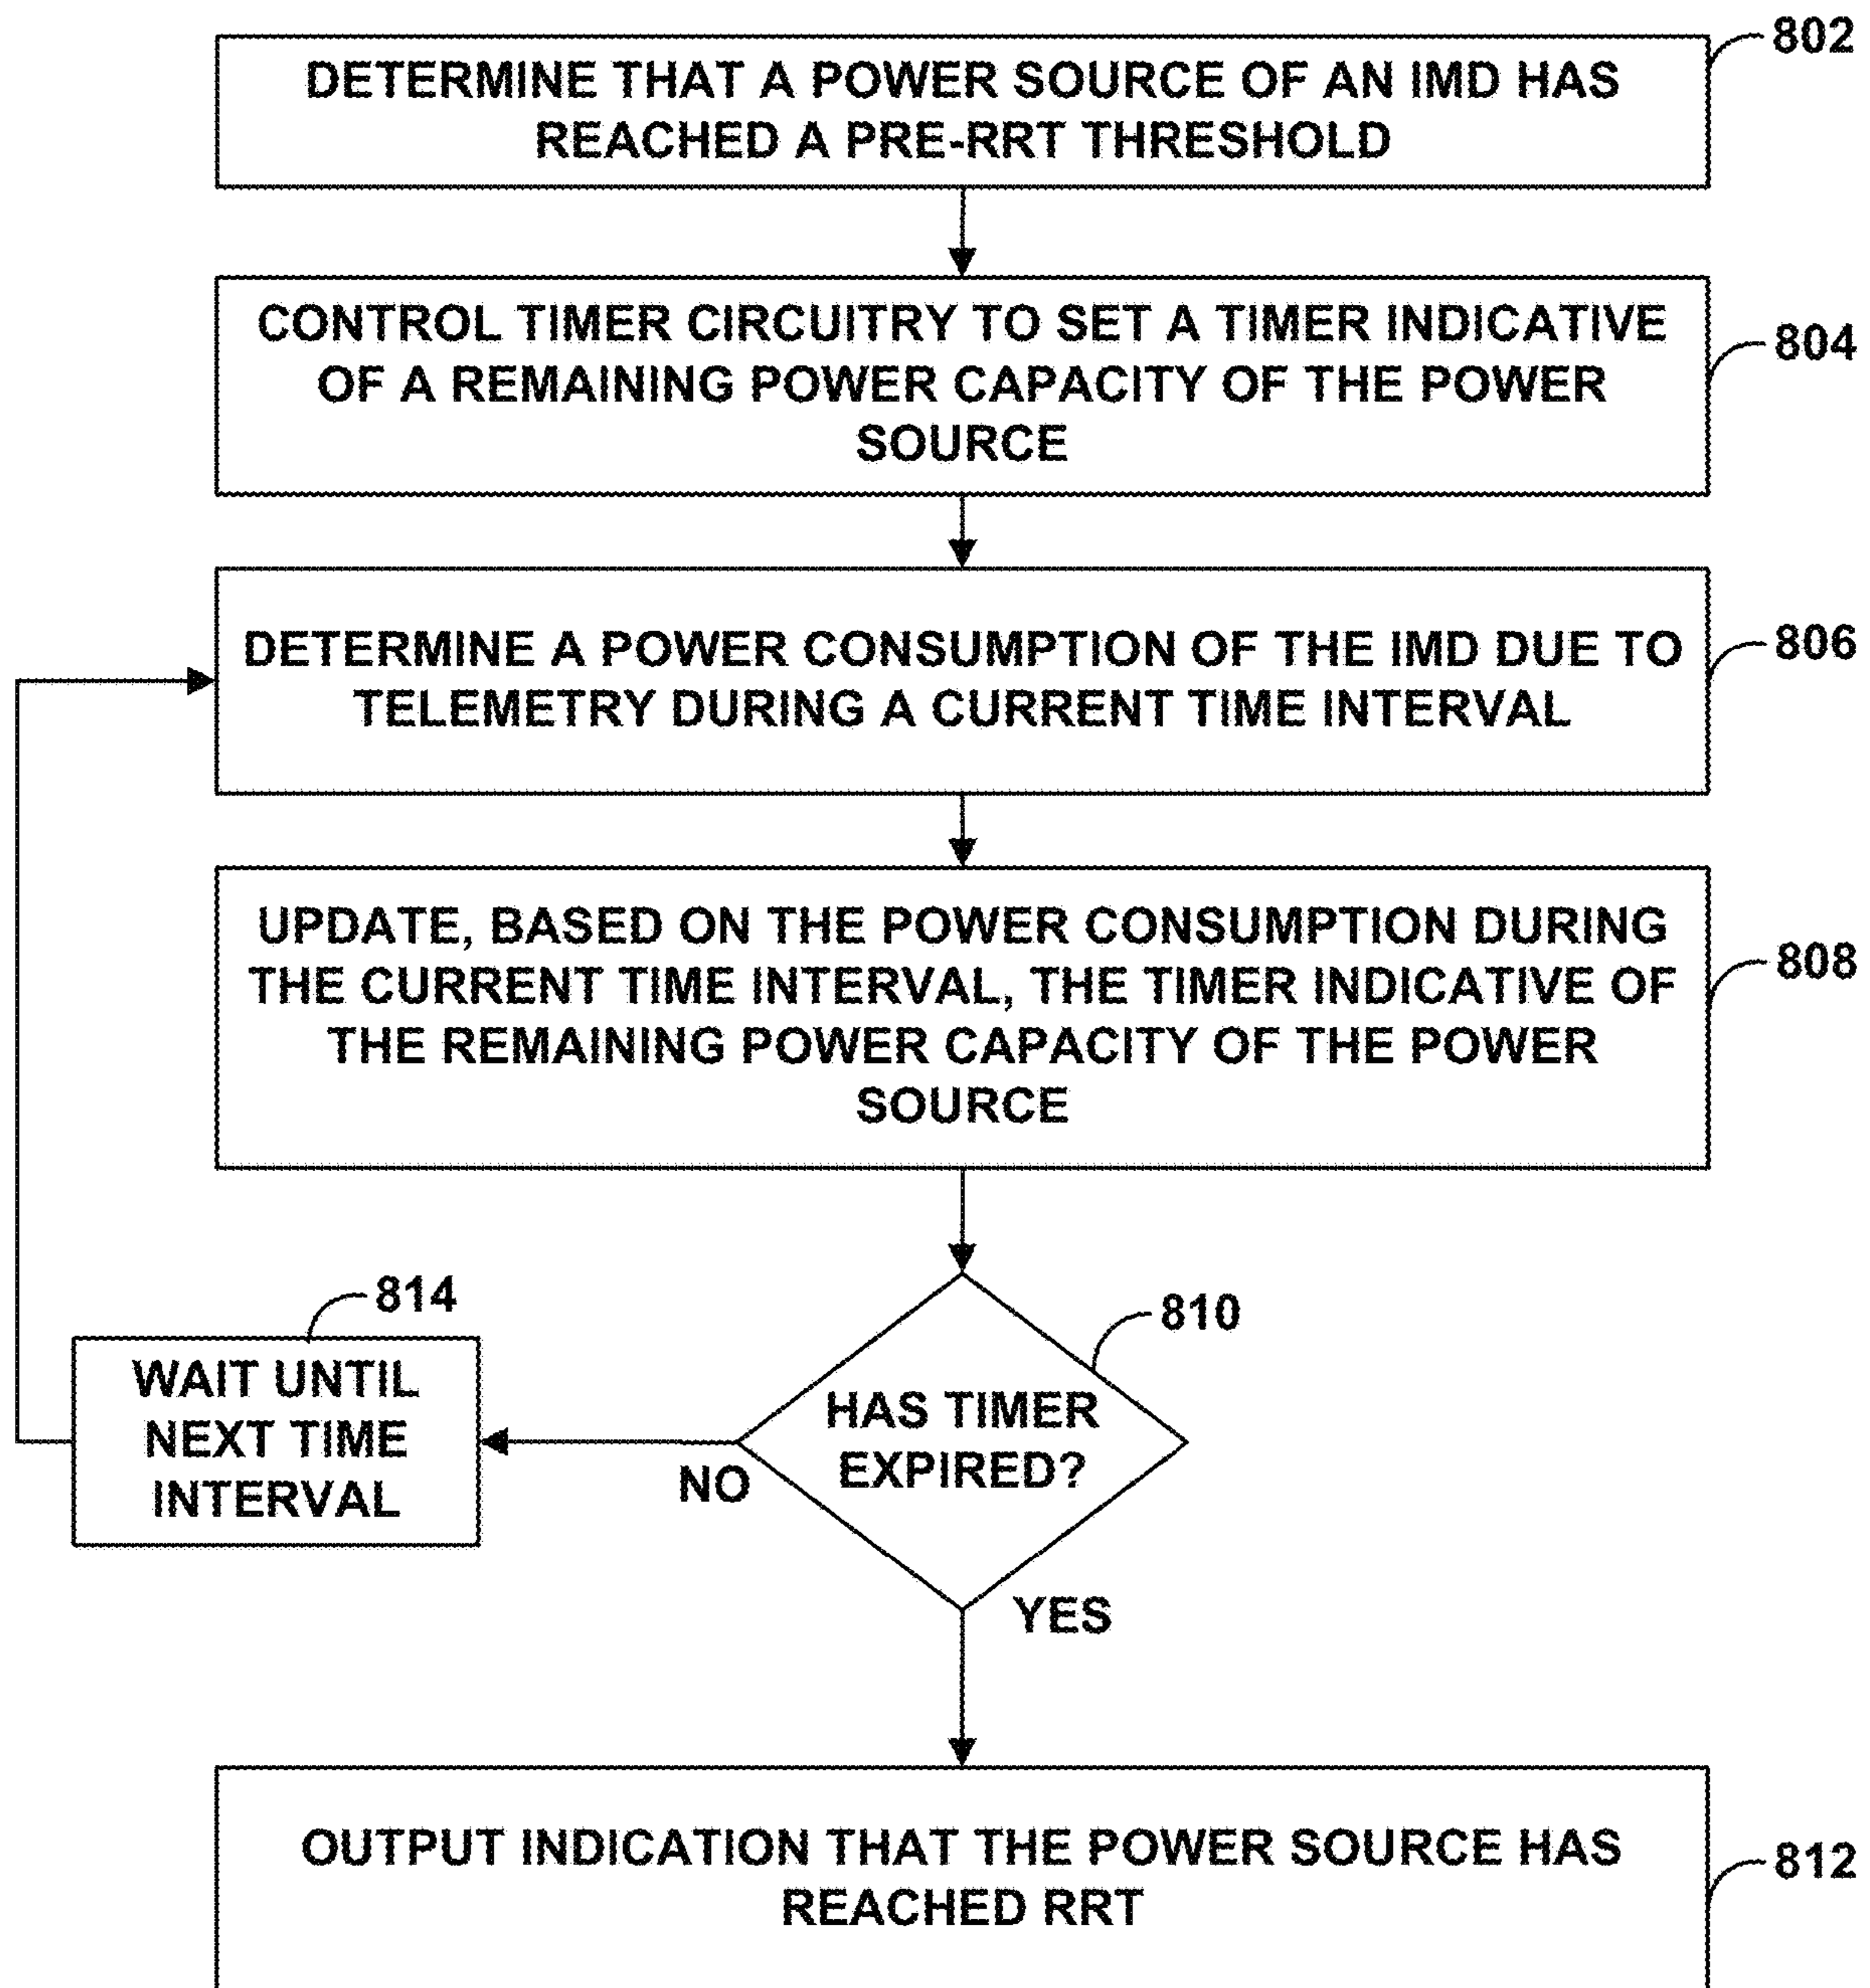 802
DETERMINE THAT A POWER SOURCE OF AN IMD HAS
REACHED A PRE-RRT THRESHOLD
CONTROL TIMER CIRCUITRY TO SET A TIMER INDICATIVE
OF A REMAINING POWER CAPACITY OF THE POWER
SOURCE
804
DETERMINE A POWER CONSUMPTION OF THE IMD DUE TO
TELEMETRY DURING A CURRENT TIME INTERVAL
806
UPDATE, BASED ON THE POWER CONSUMPTION DURING
THE CURRENT TIME INTERVAL, THE TIMER INDICATIVE OF
THE REMAINING POWER CAPACITY OF THE POWER
SOURCE
808
814
WAIT UNTIL
NEXT TIME
INTERVAL
810
HAS TIMER
EXPIRED?
NO
YES
OUTPUT INDICATION THAT THE POWER SOURCE HAS
REACHED RRT
812